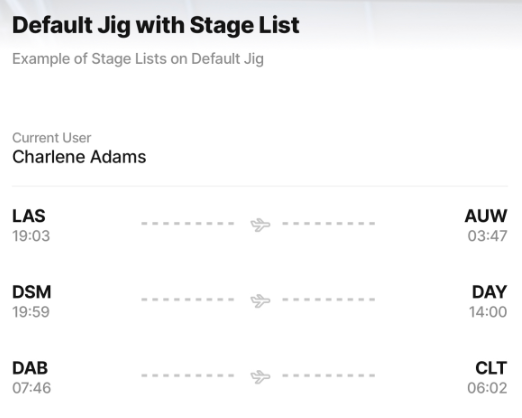 Default Jig with Stage List
Example of Stage Lists on Default Jig
Current User
Charlene Adams
LAS AUW
19:03 03:47
DSM DAY
19:59 14:00
DAB CLT
07:46 06:02